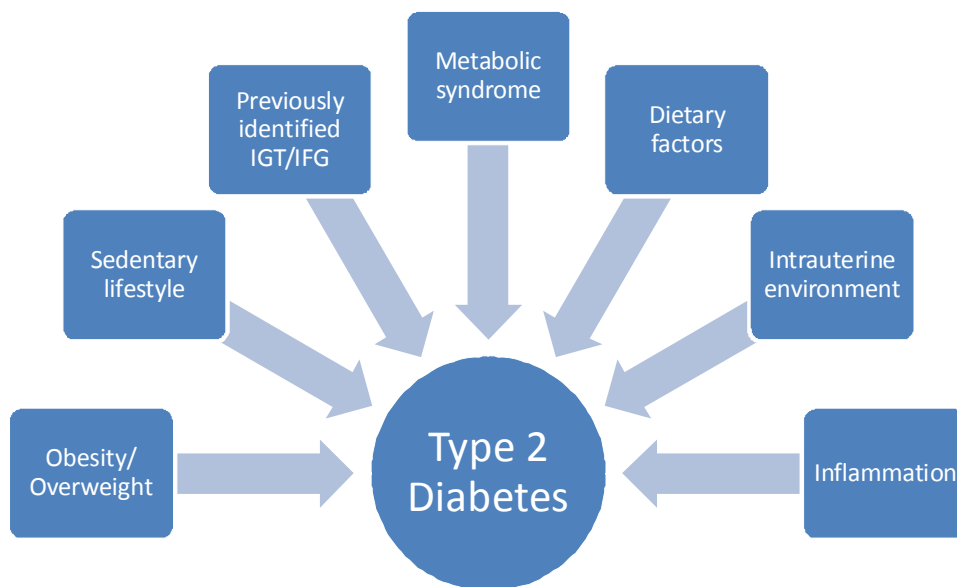 Metabolic
syndrome
Previously
identified
IGT/IFG
Dietary
factors
Sedentary
lifestyle
Intrauterine
environment
Obesity/
Overweight
Type 2
Diabetes
Inflammation